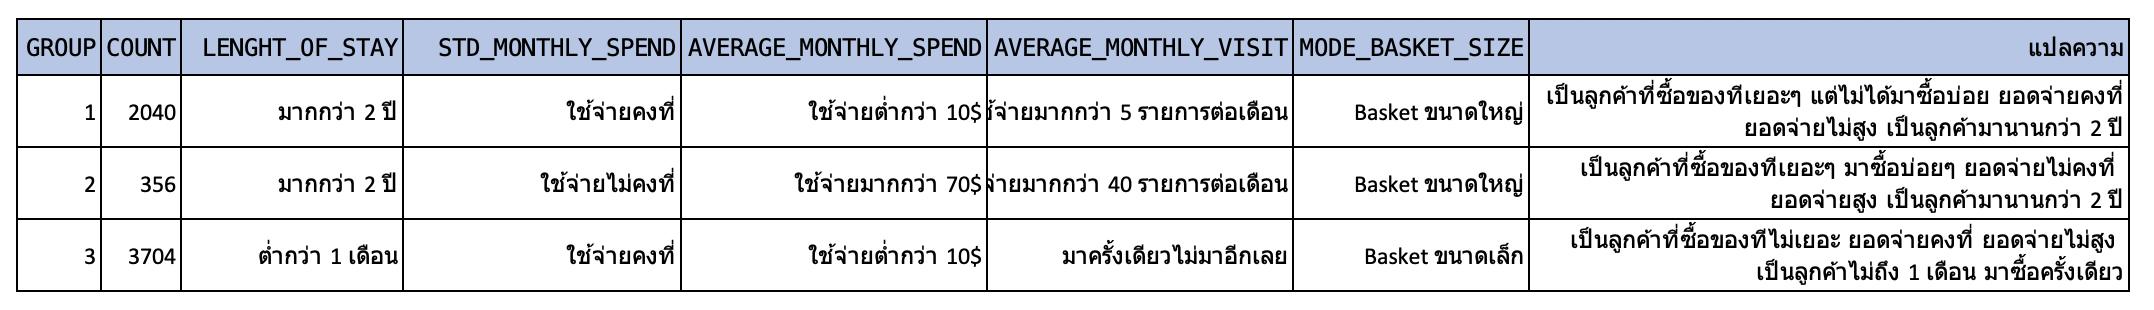 GROUP COUNT LENGHT_OF_STAY STD_MONTHLY_SPEND AVERAGE_MONTHLY_SPEND AVERAGE_MONTHLY_VISIT MODE_BASKET_SIZE แปลความ
1 2040 มากกว่า 2 ปี ใช้จ่ายคงที่ ใช้จ่ายต่ำกว่า 10$ จ่ายมากกว่า 5 รายการต่อเดือน Basket ขนาดใหญ่ เป็นลูกค้าที่ซื้อของทีเยอะๆ แต่ไม่ได้มาซื้อบ่อย ยอดจ่ายคงที่
ยอดจ่ายไม่สูง เป็นลูกค้ามานานกว่า 2 ปี
2 356 มากกว่า 2 ปี ใช้จ่ายไม่คงที่ ใช้จ่ายมากกว่า 70$ จ่ายมากกว่า 40 รายการต่อเดือน Basket ขนาดใหญ่ เป็นลูกค้าที่ซื้อของทีเยอะๆ มาซื้อบ่อยๆ ยอดจ่ายไม่คงที่
ยอดจ่ายสูง เป็นลูกค้ามานานกว่า 2 ปี
3 3704 ต่ำกว่า 1 เดือน ใช้จ่ายคงที่ ใช้จ่ายต่ำกว่า 10$ มาครั้งเดียวไม่มาอีกเลย Basket ขนาดเล็ก เป็นลูกค้าที่ซื้อของทีไม่เยอะ ยอดจ่ายคงที่ ยอดจ่ายไม่สูง
เป็นลูกค้าไม่ถึง 1 เดือน มาซื้อครั้งเดียว